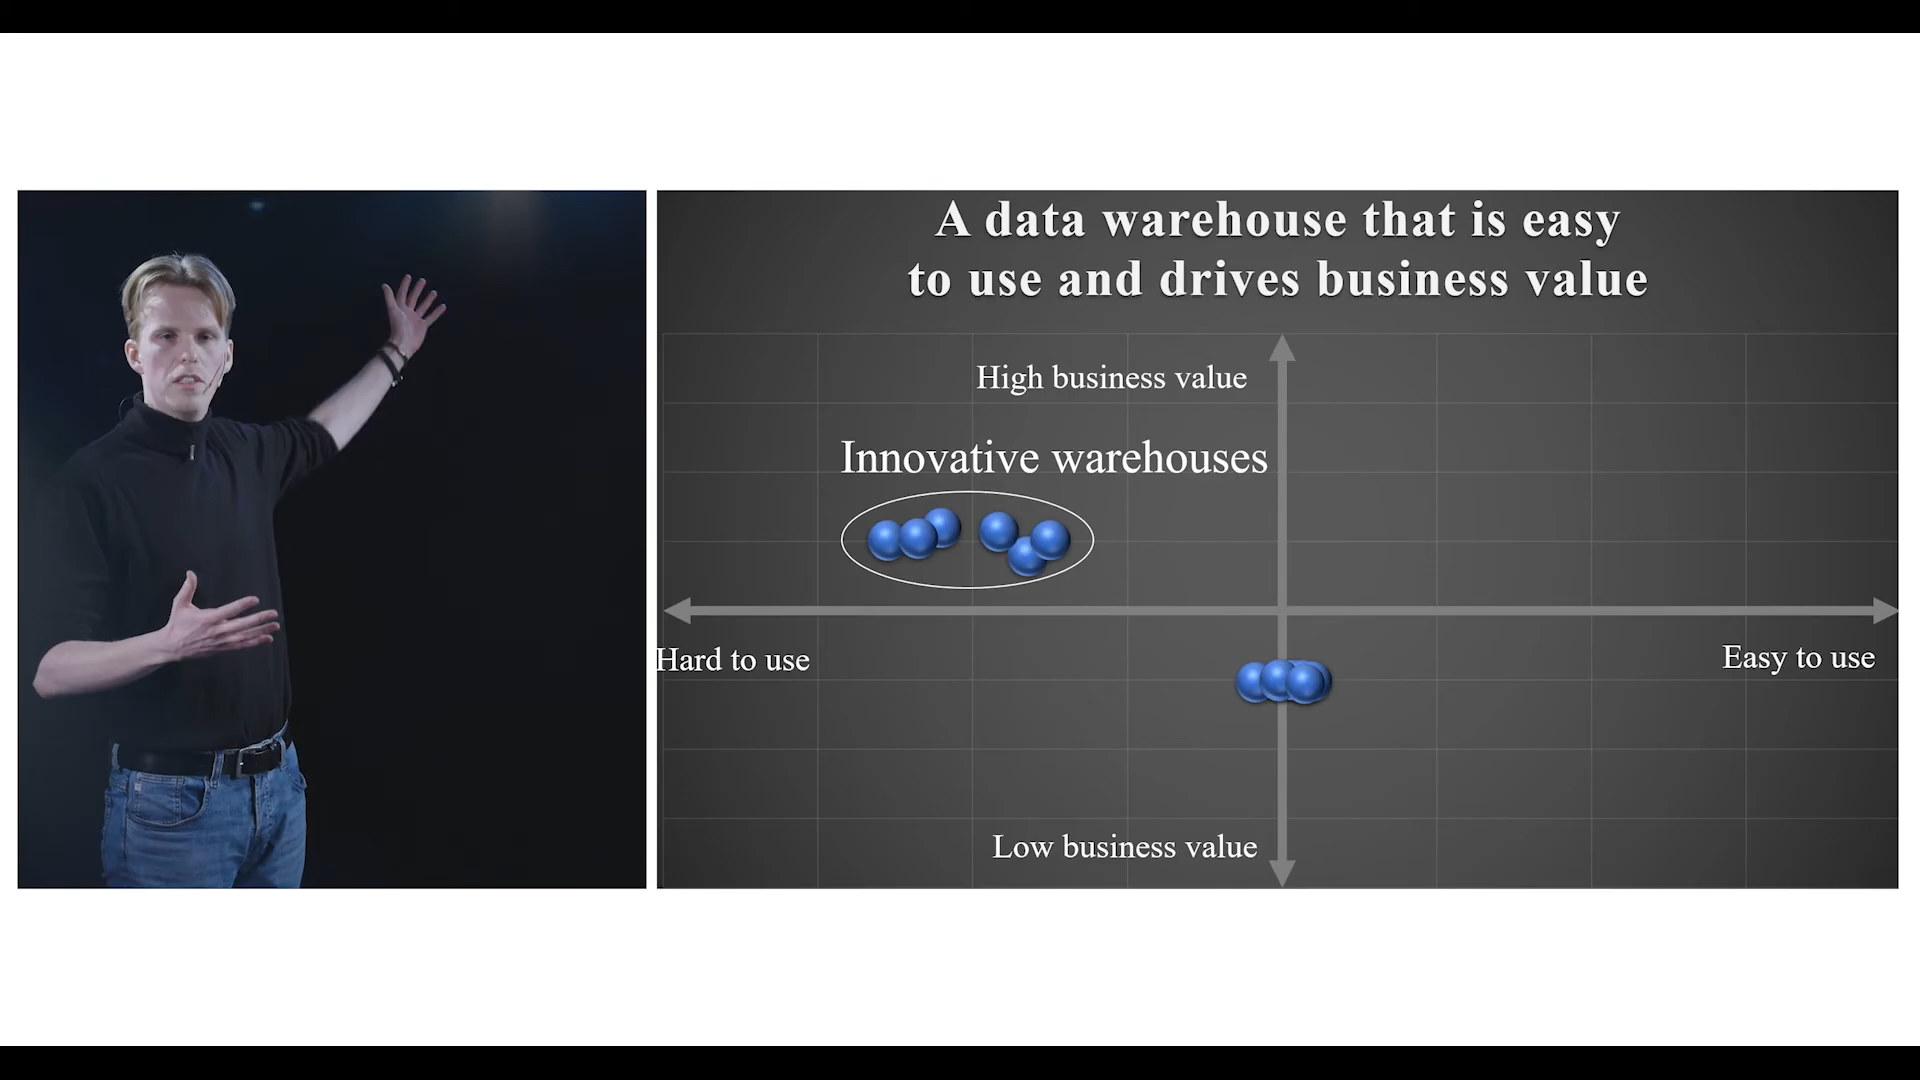 A data warehouse that is easy
to use and drives business value
High business value
Innovative warehouses
Hard to use
Easy to use
Low business value